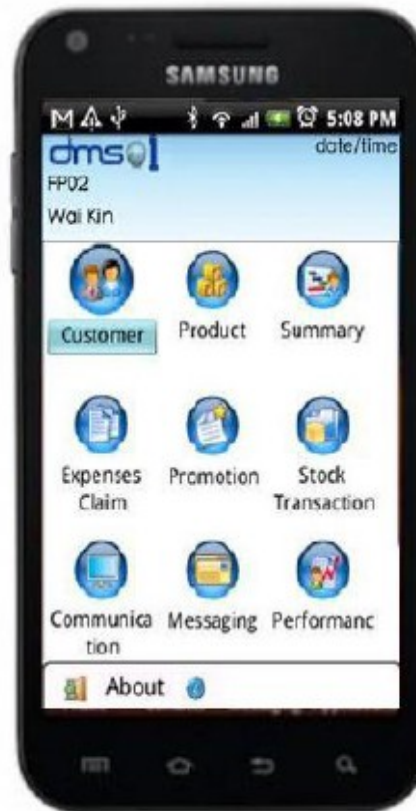 SAMSUNG
5:08 PM
dms
date/time
FP02
Wai Kin
Customer Product Summary
Expenses Promotion Stock
Claim Transaction
Communica Messaging Performanc
tion
About